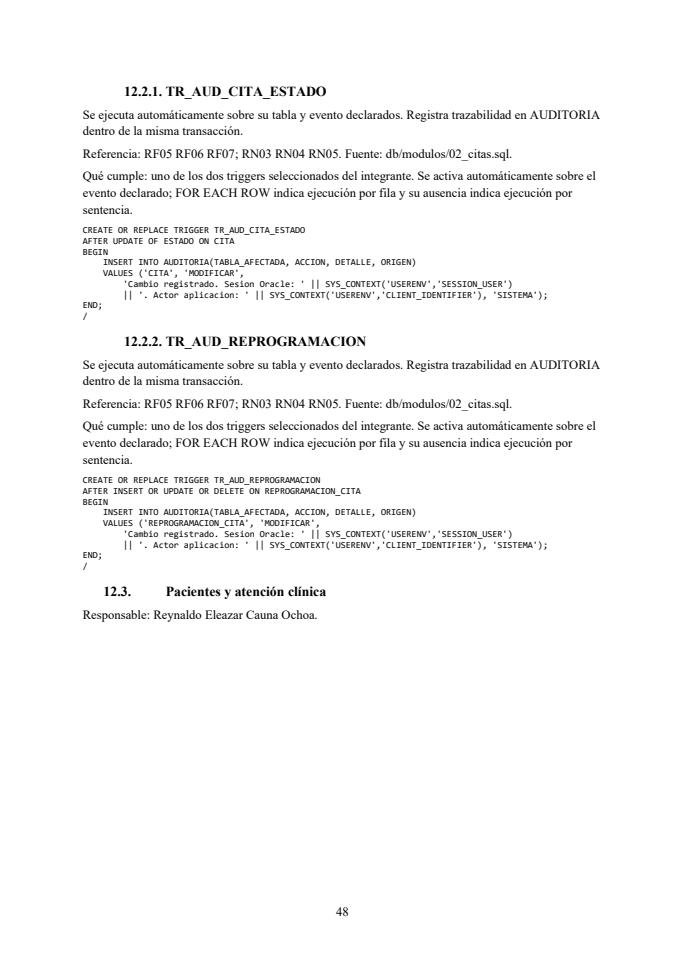 12.2.1. TR_AUD_CITA_ESTADO
Se ejecuta automáticamente sobre su tabla y evento declarados. Registra trazabilidad en AUDITORIA
dentro de la misma transacción.
Referencia: RF05 RF06 RF07; RN03 RN04 RN05. Fuente: db/modulos/02_citas.sql.
Qué cumple: uno de los dos triggers seleccionados del integrante. Se activa automáticamente sobre el
evento declarado; FOR EACH ROW indica ejecución por fila y su ausencia indica ejecución por
sentencia.
CREATE OR REPLACE TRIGGER TR_AUD_CITA_ESTADO
AFTER UPDATE OF ESTADO ON CITA
BEGIN
    INSERT INTO AUDITORIA(TABLA_AFECTADA, ACCION, DETALLE, ORIGEN)
    VALUES ('CITA', 'MODIFICAR',
        'Cambio registrado. Sesion Oracle: ' || SYS_CONTEXT('USERENV','SESSION_USER')
        || '. Actor aplicacion: ' || SYS_CONTEXT('USERENV','CLIENT_IDENTIFIER'), 'SISTEMA');
END;
/
12.2.2. TR_AUD_REPROGRAMACION
Se ejecuta automáticamente sobre su tabla y evento declarados. Registra trazabilidad en AUDITORIA
dentro de la misma transacción.
Referencia: RF05 RF06 RF07; RN03 RN04 RN05. Fuente: db/modulos/02_citas.sql.
Qué cumple: uno de los dos triggers seleccionados del integrante. Se activa automáticamente sobre el
evento declarado; FOR EACH ROW indica ejecución por fila y su ausencia indica ejecución por
sentencia.
CREATE OR REPLACE TRIGGER TR_AUD_REPROGRAMACION
AFTER INSERT OR UPDATE OR DELETE ON REPROGRAMACION_CITA
BEGIN
    INSERT INTO AUDITORIA(TABLA_AFECTADA, ACCION, DETALLE, ORIGEN)
    VALUES ('REPROGRAMACION_CITA', 'MODIFICAR',
        'Cambio registrado. Sesion Oracle: ' || SYS_CONTEXT('USERENV','SESSION_USER')
        || '. Actor aplicacion: ' || SYS_CONTEXT('USERENV','CLIENT_IDENTIFIER'), 'SISTEMA');
END;
/
12.3. Pacientes y atención clínica
Responsable: Reynaldo Eleazar Cauna Ochoa.
48